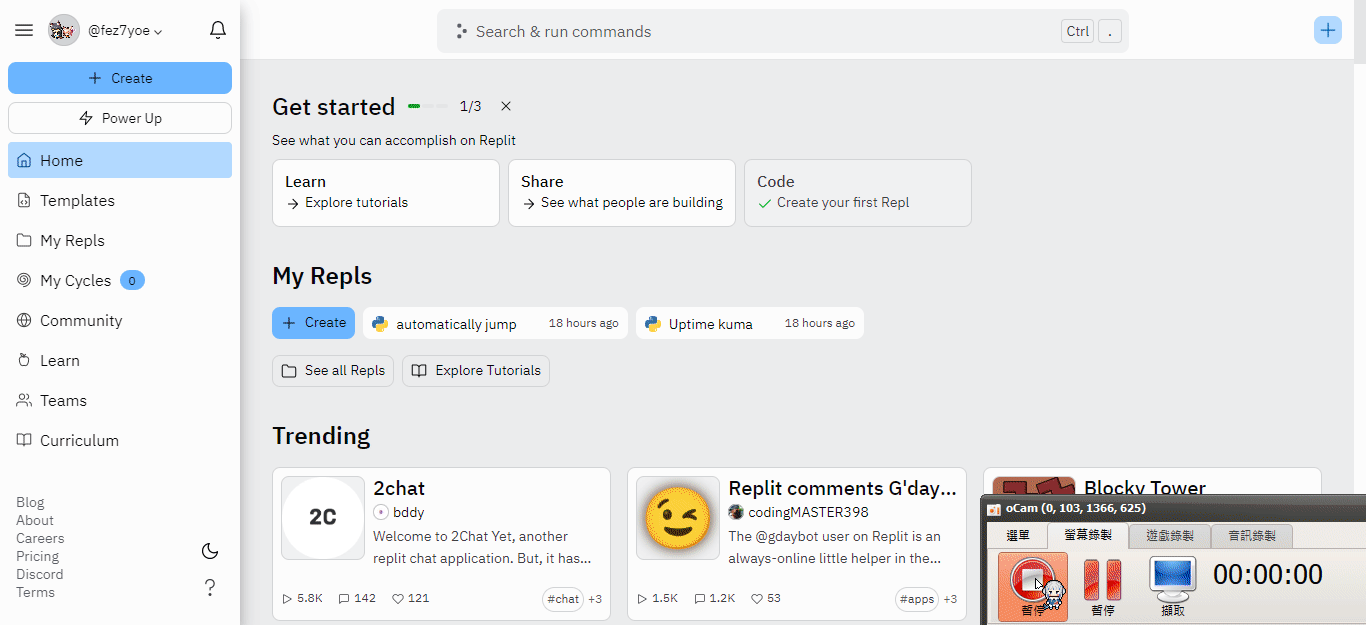 @fez7yoe
Create
Power Up
Home
Templates
My Repls
My Cycles 0
Community
Learn
Teams
Curriculum
Blog
About
Careers
Pricing
Discord
Terms
Search & run commands Ctrl .
Get started 1/3
See what you can accomplish on Replit
Learn
Explore tutorials
Share
See what people are building
Code
Create your first Repl
My Repls
Create automatically jump 18 hours ago Uptime kuma 18 hours ago
See all Repls Explore Tutorials
Trending
2C
2chat
bddy
Welcome to 2Chat Yet, another
replit chat application. But, it has...
5.8K 142 121 #chat +3
Replit comments G'day...
codingMASTER398
The @gdaybot user on Replit is an
always-online little helper in the...
1.5K 1.2K 53 #apps +3
Blocky Tower
oCam (0, 103, 1366, 625)
選單 螢幕錄製 遊戲錄製 音訊錄製
暫停 暫停 擷取 00:00:00